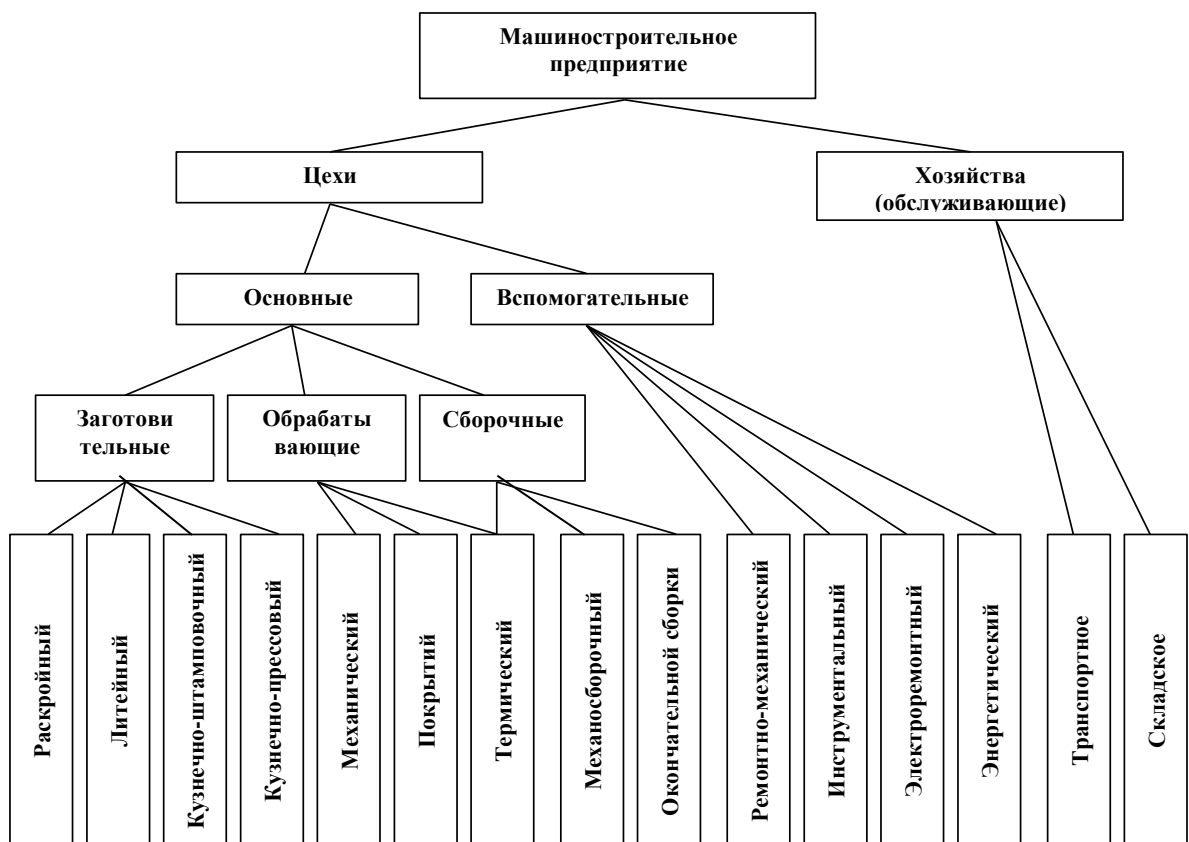 Машиностроительное
предприятие
Цехи
Хозяйства
(обслуживающие)
Основные
Вспомогательные
Заготови
тельные
Обрабаты
вающие
Сборочные
Раскройный
Литейный
Кузнечно-штамповочный
Кузнечно-прессовый
Механический
Покрытий
Термический
Механосборочный
Окончательной сборки
Ремонтно-механический
Инструментальный
Электроремонтный
Энергетический
Транспортное
Складское